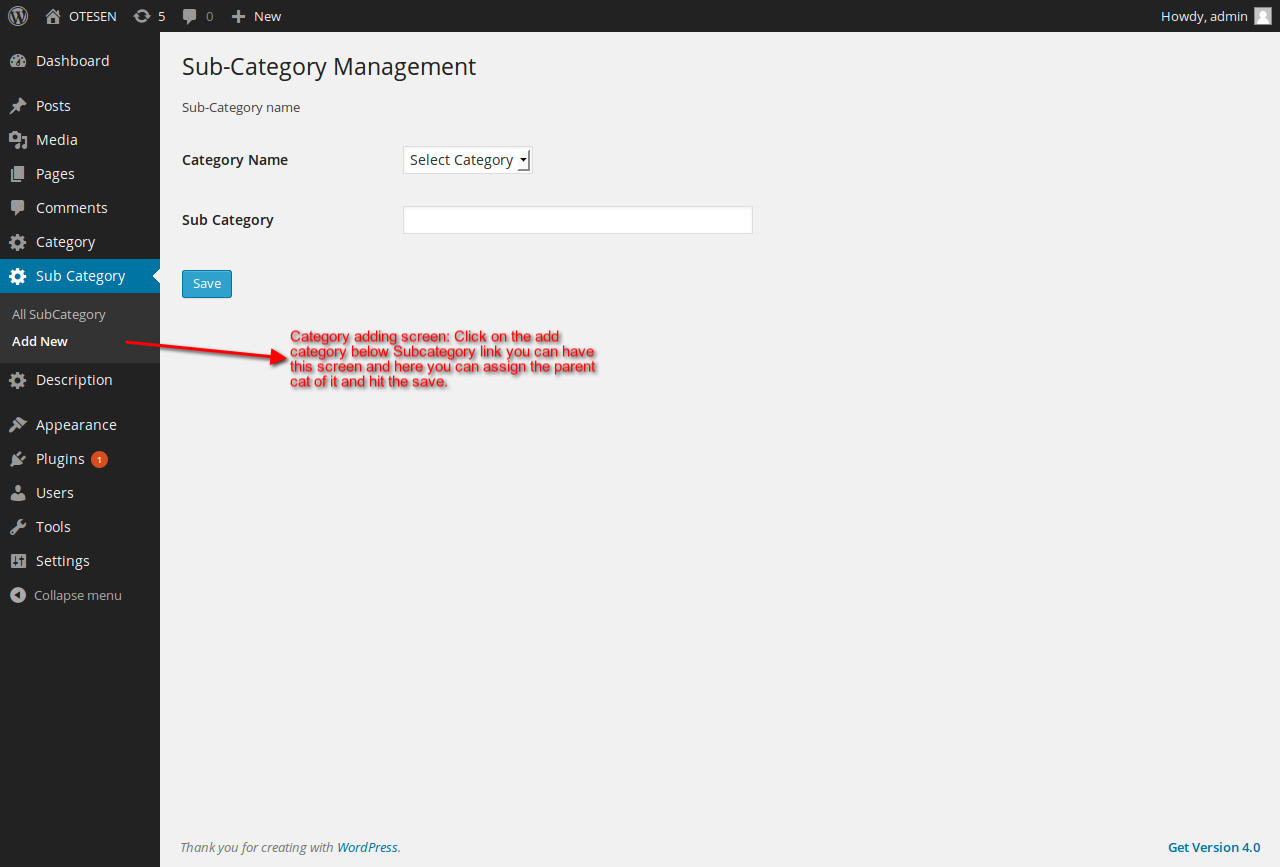 OTESEN 5 0 New Howdy, admin
Dashboard
Posts
Media
Pages
Comments
Category
Sub Category
All SubCategory
Add New
Description
Appearance
Plugins 1
Users
Tools
Settings
Collapse menu
Sub-Category Management
Sub-Category name
Category Name Select Category
Sub Category
Save
Category adding screen: Click on the add
category below Subcategory link you can have
this screen and here you can assign the parent
cat of it and hit the save.
Thank you for creating with WordPress. Get Version 4.0